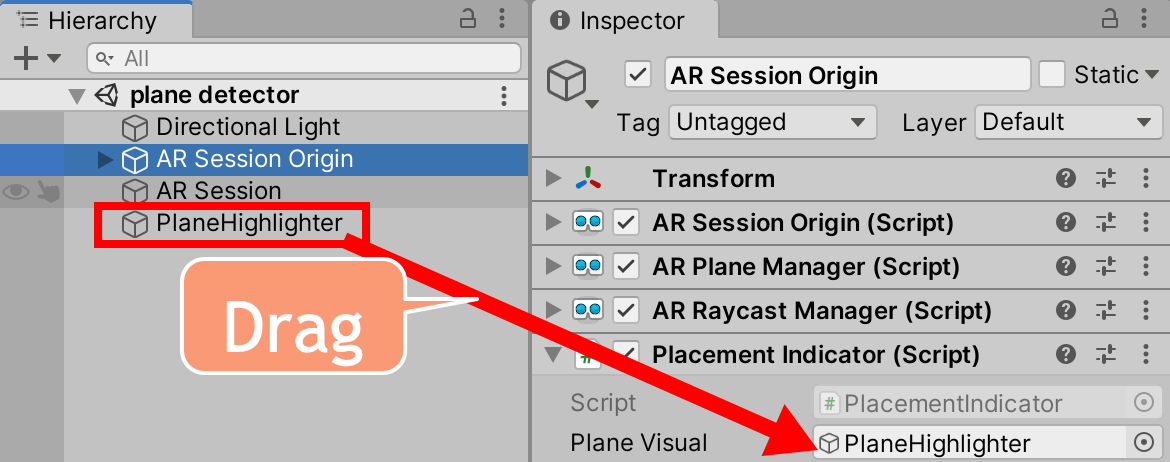 Hierarchy
All
plane detector
Directional Light
AR Session Origin
AR Session
PlaneHighlighter
Drag
Inspector
AR Session Origin
Static
Tag Untagged Layer Default
Transform
AR Session Origin (Script)
AR Plane Manager (Script)
AR Raycast Manager (Script)
# Placement Indicator (Script)
Script # PlacementIndicator
Plane Visual PlaneHighlighter